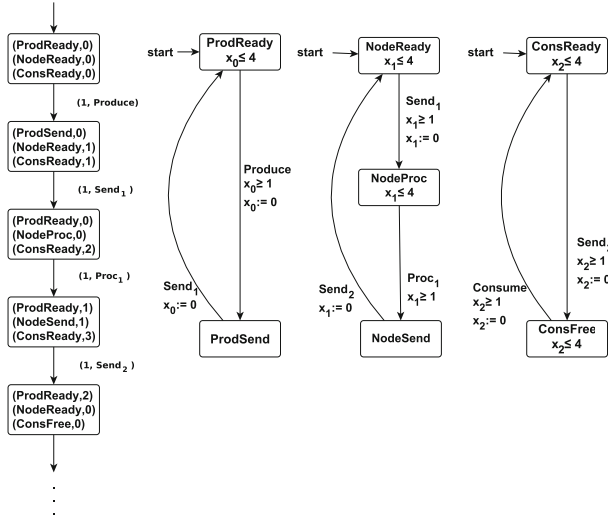 (ProdReady,0)
(NodeReady,0)
(ConsReady,0)
(1, Produce)
(ProdSend,0)
(NodeReady,1)
(ConsReady,1)
(1, Send₁)
(ProdReady,0)
(NodeProc,0)
(ConsReady,2)
(1, Proc₁)
(ProdReady,1)
(NodeSend,1)
(ConsReady,3)
(1, Send₂)
(ProdReady,2)
(NodeReady,0)
(ConsFree,0)
start
ProdReady
x₀≤ 4
Produce
x₀≥ 1
x₀:= 0
Send₁
x₀:= 0
ProdSend
start
NodeReady
x₁≤ 4
Send₁
x₁≥ 1
x₁:= 0
NodeProc
x₁≤ 4
Proc₁
x₁≥ 1
Send₂
x₁:= 0
NodeSend
start
ConsReady
x₂≤ 4
Send
x₂≥ 1
x₂:= 0
Consume
x₂≥ 1
x₂:= 0
ConsFree
x₂≤ 4